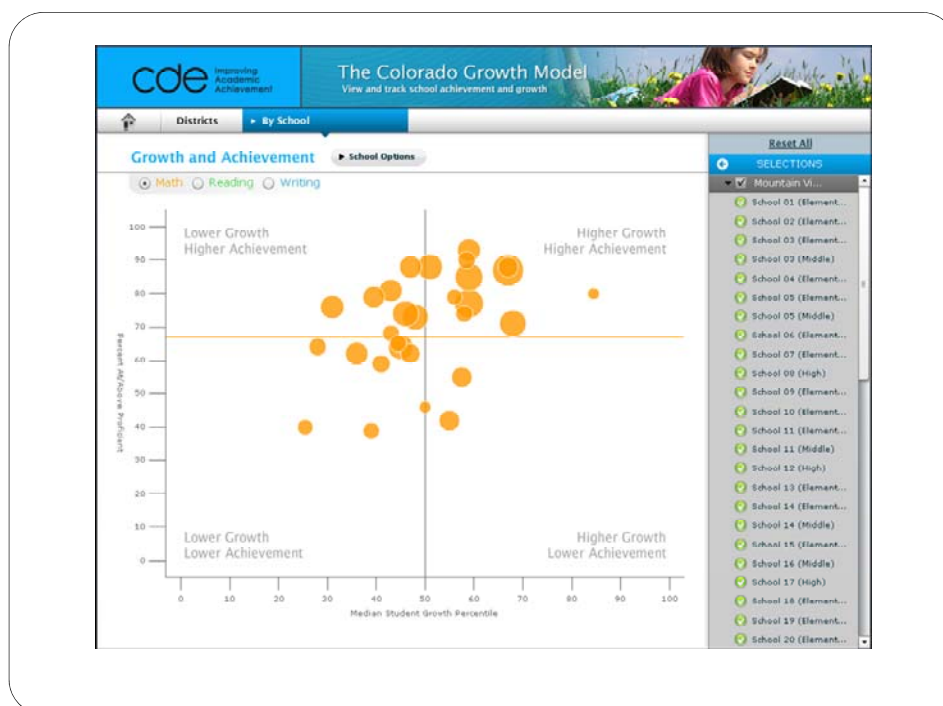 cde Improving
Academic
Achievement
The Colorado Growth Model
View and track school achievement and growth
Districts
By School
Reset All
Growth and Achievement
School Options
SELECTIONS
Math
Reading
Writing
Mountain Vi...
School 01 (Element...
School 02 (Element...
School 03 (Element...
School 03 (Middle)
School 04 (Element...
School 05 (Element...
School 05 (Middle)
School 06 (Element...
School 07 (Element...
School 08 (High)
School 09 (Element...
School 10 (Element...
School 11 (Element...
School 11 (Middle)
School 12 (High)
School 13 (Element...
School 14 (Element...
School 14 (Middle)
School 15 (Element...
School 16 (Middle)
School 17 (High)
School 18 (Element...
School 19 (Element...
School 20 (Element...
Lower Growth
Higher Achievement
Higher Growth
Higher Achievement
Percent At/Above Proficient
100
90
80
70
60
50
40
30
20
10
0
Lower Growth
Lower Achievement
Higher Growth
Lower Achievement
0 10 20 30 40 50 60 70 80 90 100
Median Student Growth Percentile